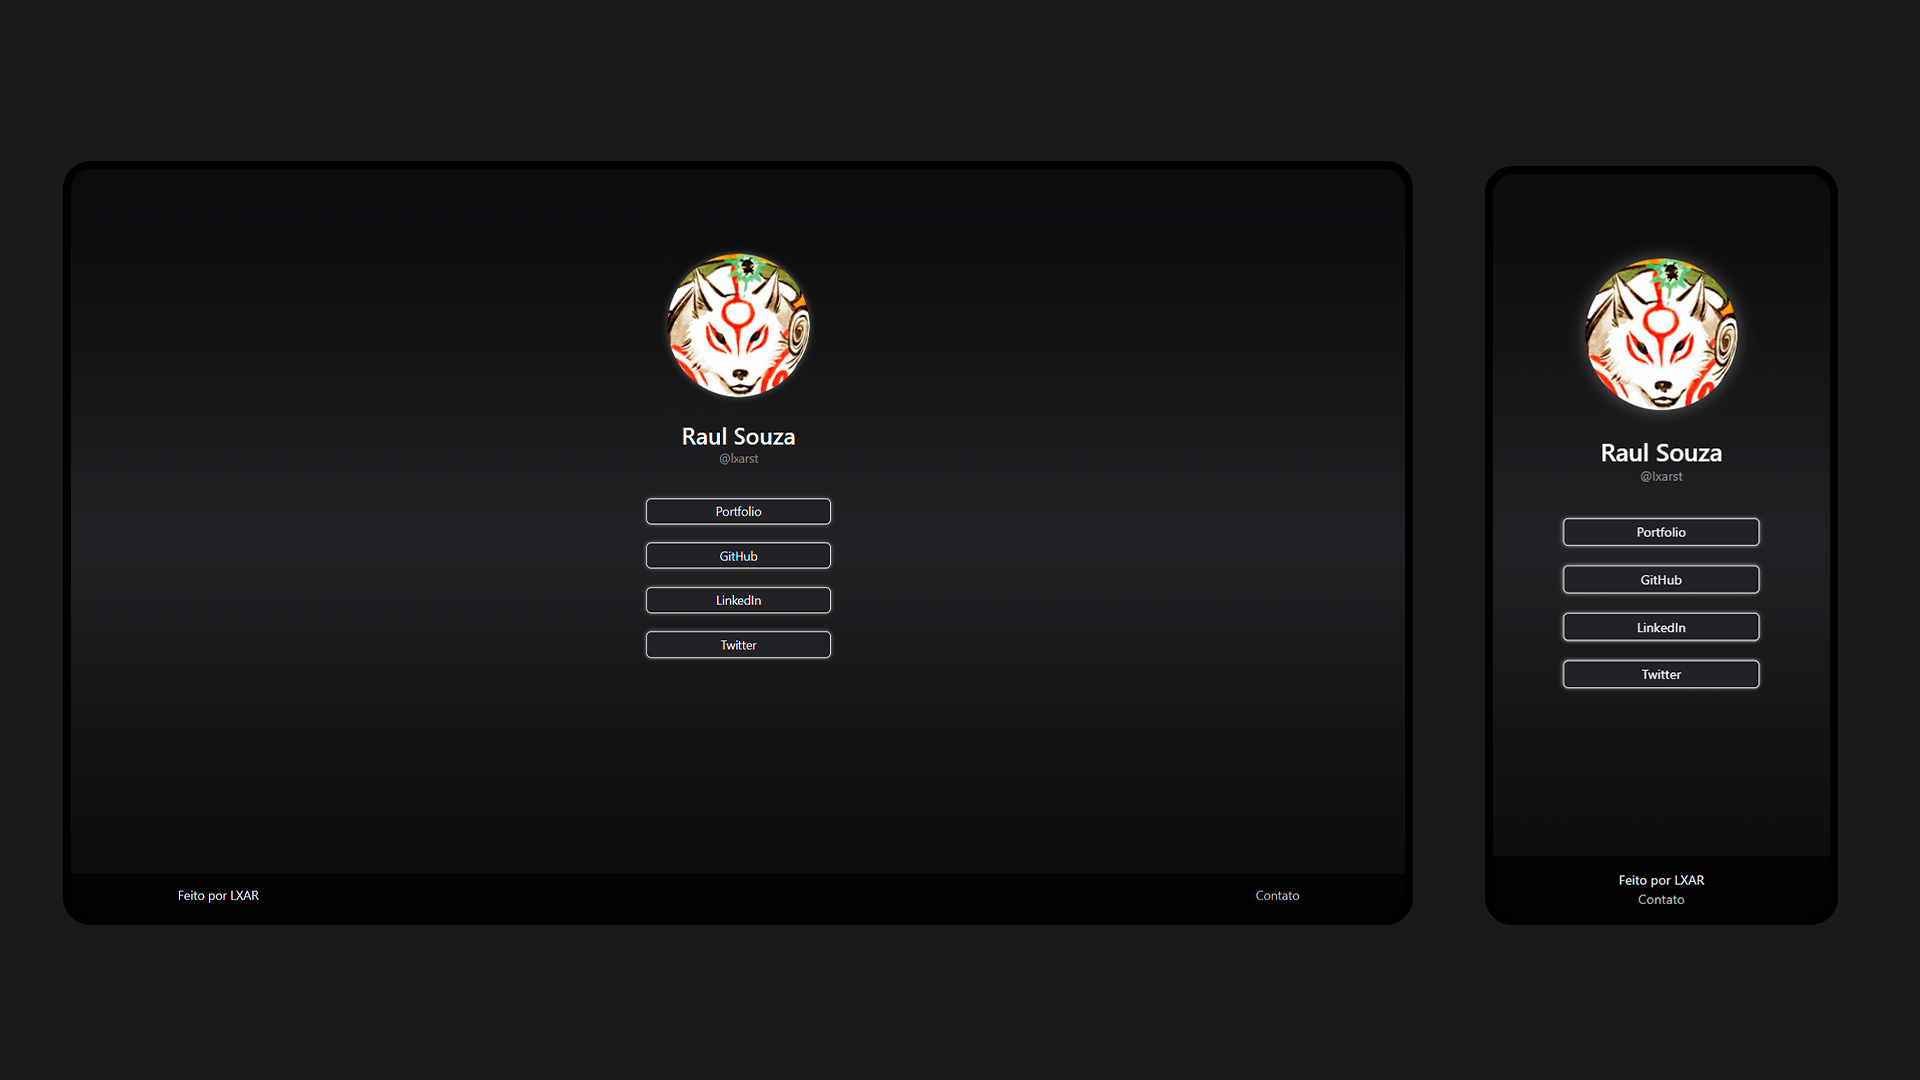 Raul Souza
@lxarst
Portfolio
GitHub
LinkedIn
Twitter
Feito por LXAR
Contato
Raul Souza
@lxarst
Portfolio
GitHub
LinkedIn
Twitter
Feito por LXAR
Contato